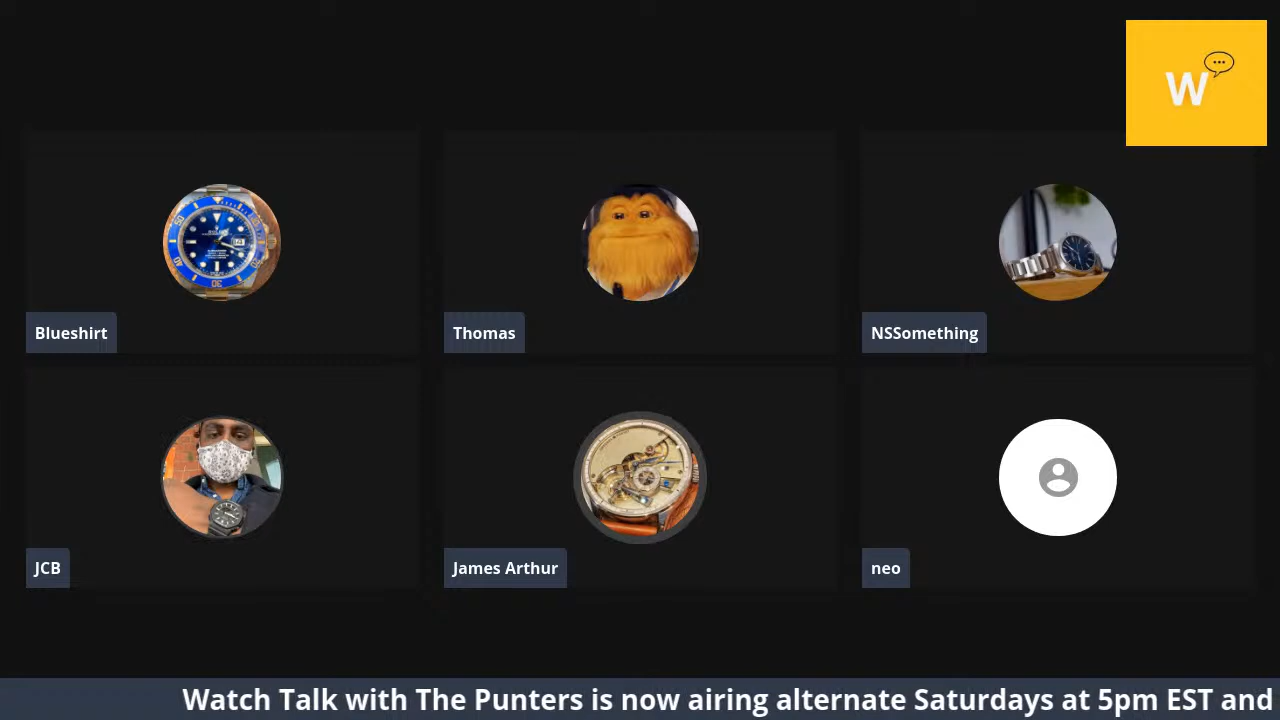 W
Blueshirt
Thomas
NSSomething
JCB
James Arthur
neo
Watch Talk with The Punters is now airing alternate Saturdays at 5pm EST and